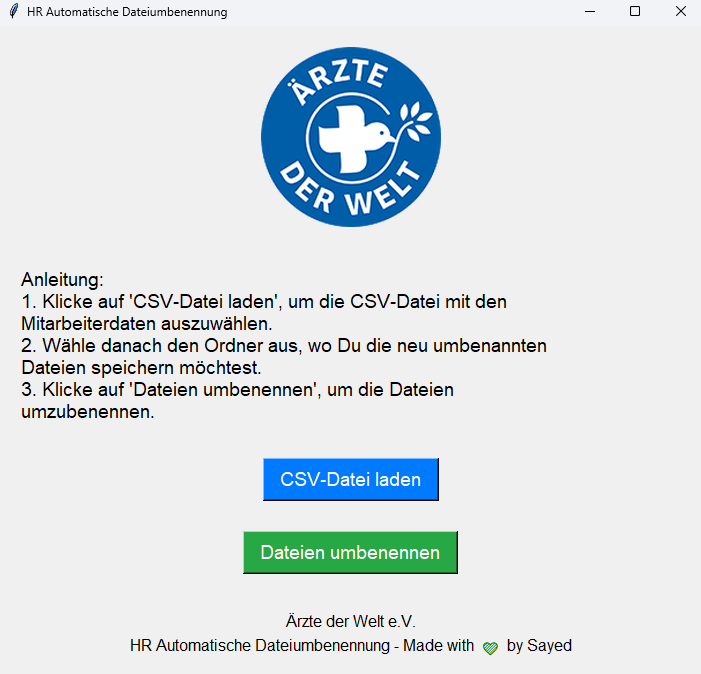 HR Automatische Dateiumbenennung
ÄRZTE
DER WELT
Anleitung:
1. Klicke auf 'CSV-Datei laden', um die CSV-Datei mit den
Mitarbeiterdaten auszuwählen.
2. Wähle danach den Ordner aus, wo Du die neu umbenannten
Dateien speichern möchtest.
3. Klicke auf 'Dateien umbenennen', um die Dateien
umzubenennen.
CSV-Datei laden
Dateien umbenennen
Ärzte der Welt e.V.
HR Automatische Dateiumbenennung - Made with 💚 by Sayed